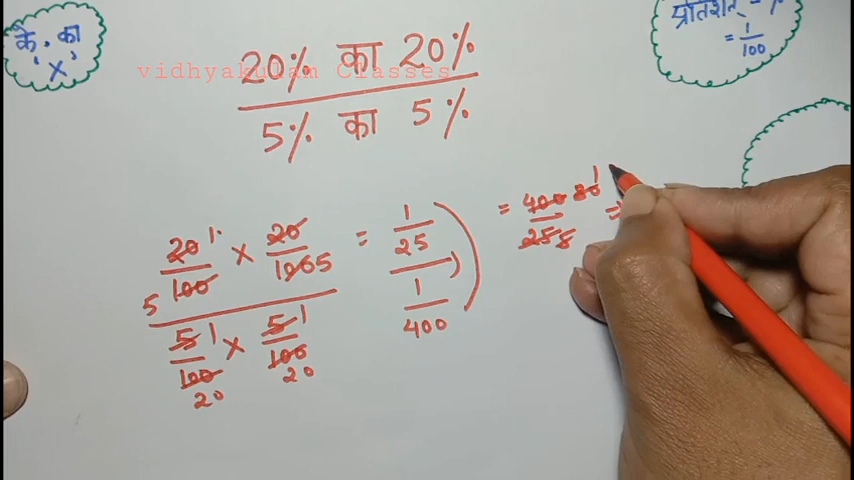 के, का
'×'
प्रतिशत - %
= 1/100
20% का 20%
vidhyakulam Classes
5% का 5%
20 1 × 20 = 1 = 400 80 1 ⇒
5 100 100 5 25 25 5
5 1 × 5 1 1
100 100 400
20 20